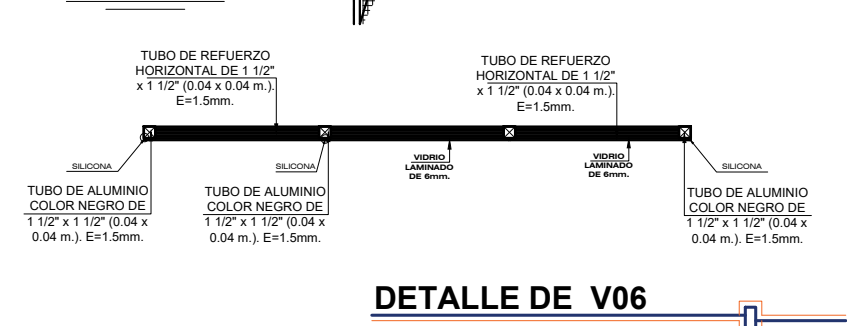 TUBO DE REFUERZO
HORIZONTAL DE 1 1/2"
x 1 1/2" (0.04 x 0.04 m.).
E=1.5mm.
TUBO DE REFUERZO
HORIZONTAL DE 1 1/2"
x 1 1/2" (0.04 x 0.04 m.).
E=1.5mm.
SILICONA
SILICONA
VIDRIO
LAMINADO
DE 6mm.
VIDRIO
LAMINADO
DE 6mm.
SILICONA
TUBO DE ALUMINIO
COLOR NEGRO DE
1 1/2" x 1 1/2" (0.04 x
0.04 m.). E=1.5mm.
TUBO DE ALUMINIO
COLOR NEGRO DE
1 1/2" x 1 1/2" (0.04 x
0.04 m.). E=1.5mm.
TUBO DE ALUMINIO
COLOR NEGRO DE
1 1/2" x 1 1/2" (0.04 x
0.04 m.). E=1.5mm.
DETALLE DE V06